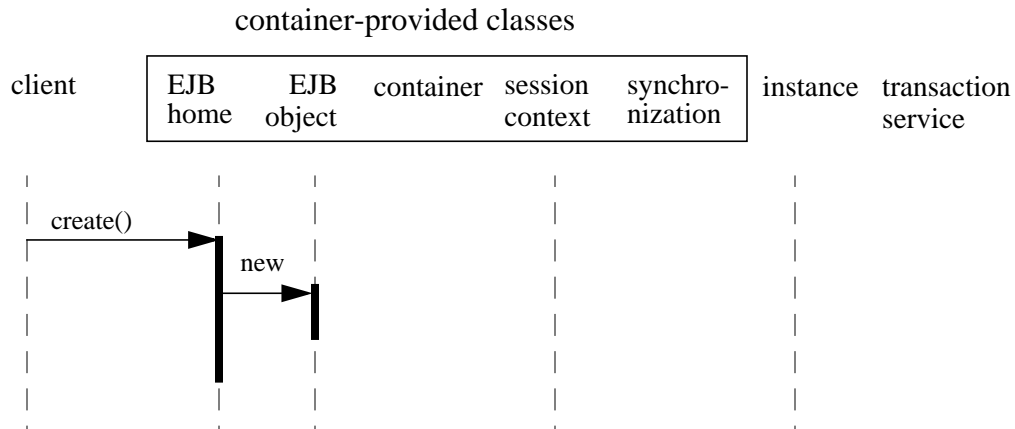 container-provided classes
client EJB EJB container session synchro- instance transaction
home object context nization service
create()
new